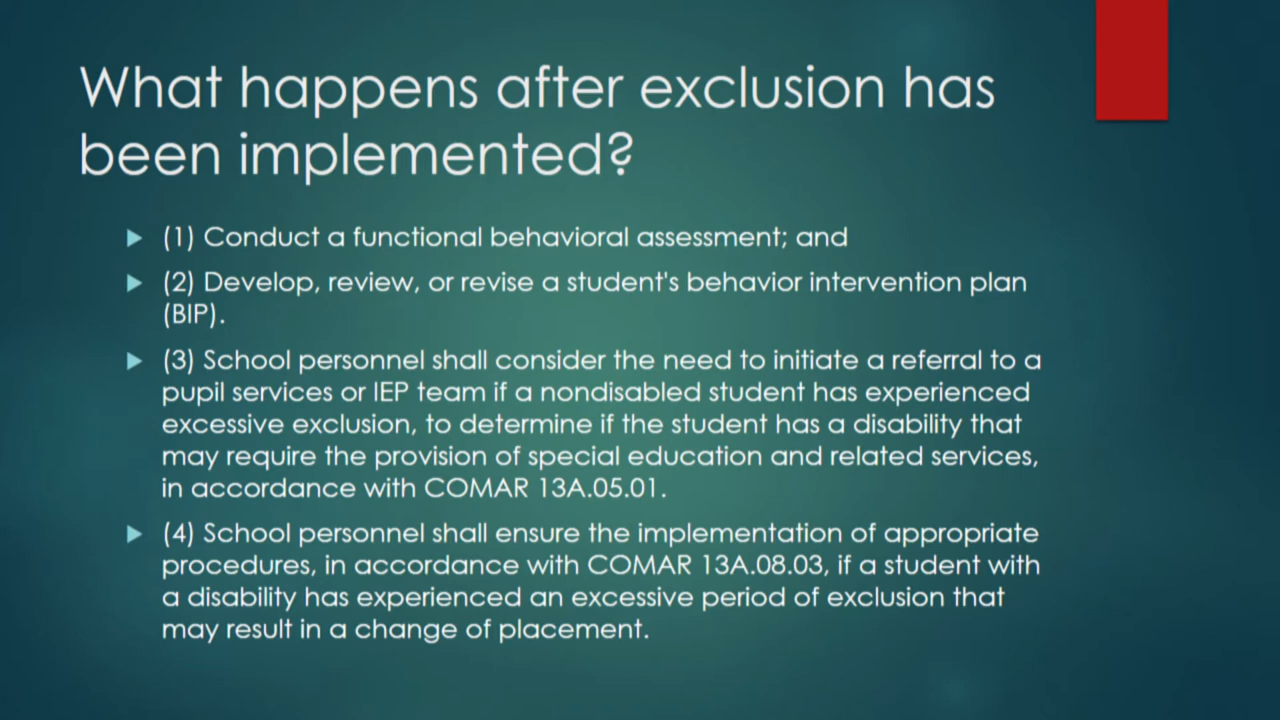 What happens after exclusion has
been implemented?
(1) Conduct a functional behavioral assessment; and
(2) Develop, review, or revise a student's behavior intervention plan
(BIP).
(3) School personnel shall consider the need to initiate a referral to a
pupil services or IEP team if a nondisabled student has experienced
excessive exclusion, to determine if the student has a disability that
may require the provision of special education and related services,
in accordance with COMAR 13A.05.01.
(4) School personnel shall ensure the implementation of appropriate
procedures, in accordance with COMAR 13A.08.03, if a student with
a disability has experienced an excessive period of exclusion that
may result in a change of placement.